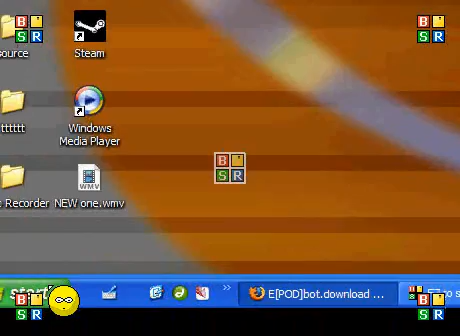 B
S R
B
S R
source
Steam
tttttt
Windows
Media Player
B
S R
WMV
Recorder
NEW one.wmv
start
E[POD]bot.download ...
B
S R
B
S R